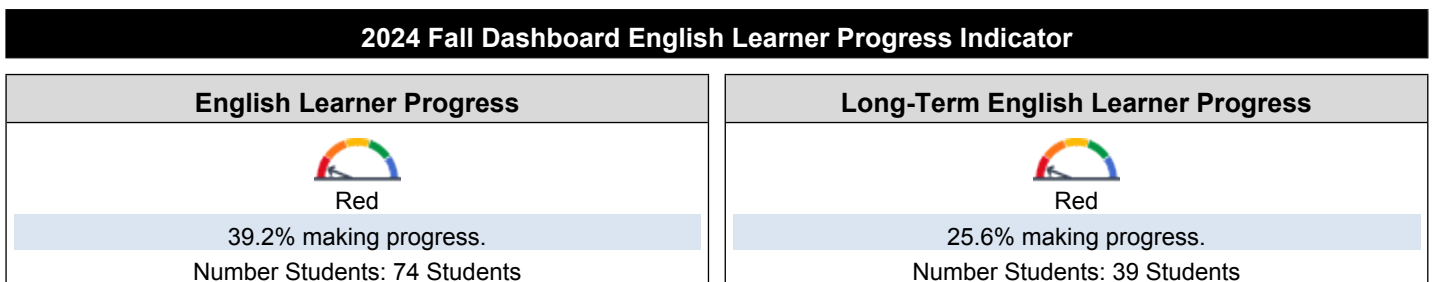 2024 Fall Dashboard English Learner Progress Indicator
English Learner Progress
Red
39.2% making progress.
Number Students: 74 Students
Long-Term English Learner Progress
Red
25.6% making progress.
Number Students: 39 Students